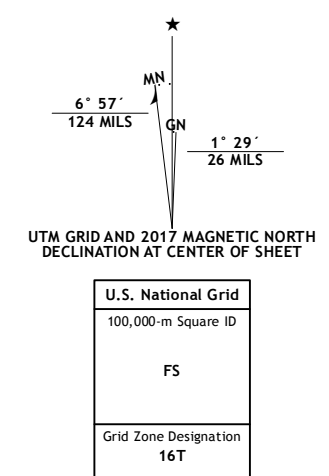 MN
6° 57´
124 MILS
GN
1° 29´
26 MILS
UTM GRID AND 2017 MAGNETIC NORTH
DECLINATION AT CENTER OF SHEET
U.S. National Grid
100,000-m Square ID
FS
Grid Zone Designation
16T